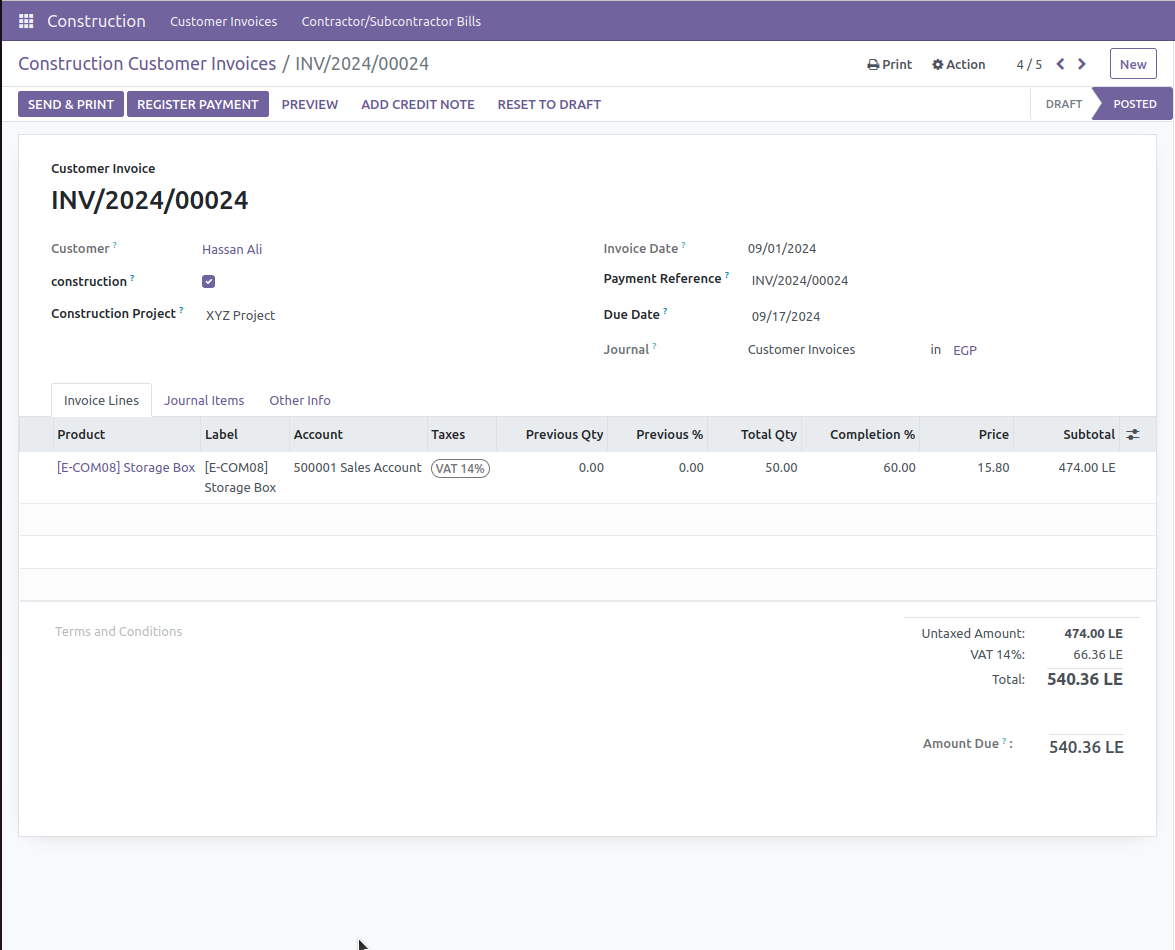 Construction Customer Invoices Contractor/Subcontractor Bills
Construction Customer Invoices / INV/2024/00024 Print Action 4 / 5 New
SEND & PRINT REGISTER PAYMENT PREVIEW ADD CREDIT NOTE RESET TO DRAFT DRAFT POSTED
Customer Invoice
INV/2024/00024
Customer ? Hassan Ali Invoice Date ? 09/01/2024
construction ? Payment Reference ? INV/2024/00024
Construction Project ? XYZ Project Due Date ? 09/17/2024
Journal ? Customer Invoices in EGP
Invoice Lines Journal Items Other Info
Product Label Account Taxes Previous Qty Previous % Total Qty Completion % Price Subtotal
[E-COM08] Storage Box [E-COM08] 500001 Sales Account VAT 14% 0.00 0.00 50.00 60.00 15.80 474.00 LE
Storage Box
Terms and Conditions Untaxed Amount: 474.00 LE
VAT 14%: 66.36 LE
Total: 540.36 LE
Amount Due ? : 540.36 LE